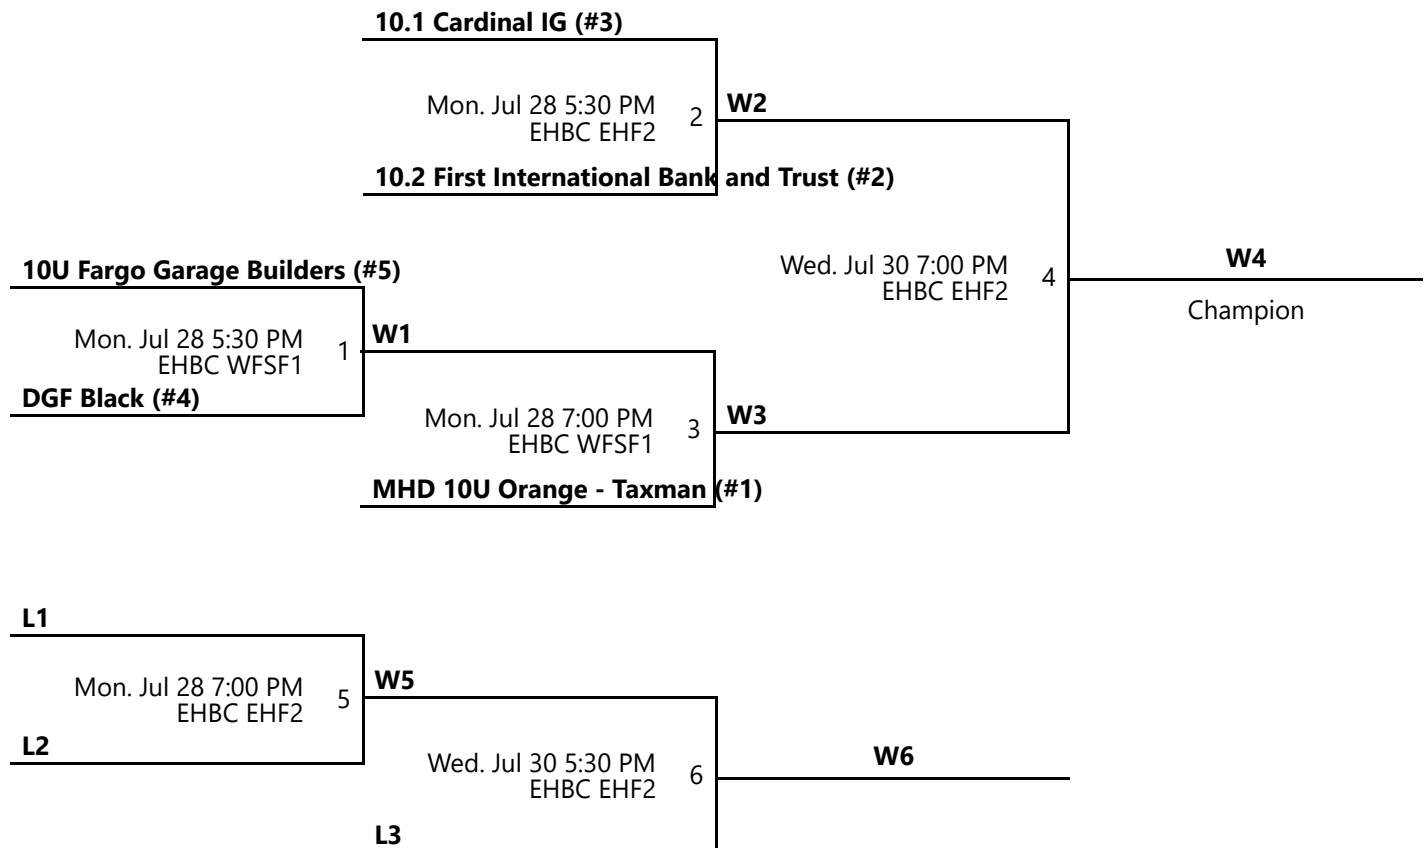 10.1 Cardinal IG (#3)
Mon. Jul 28 5:30 PM
EHBC EHF2
2
W2
10.2 First International Bank and Trust (#2)
10U Fargo Garage Builders (#5)
Mon. Jul 28 5:30 PM
EHBC WFSF1
1
W1
DGF Black (#4)
Mon. Jul 28 7:00 PM
EHBC WFSF1
3
W3
MHD 10U Orange - Taxman (#1)
Wed. Jul 30 7:00 PM
EHBC EHF2
4
W4
Champion
L1
Mon. Jul 28 7:00 PM
EHBC EHF2
5
W5
L2
Wed. Jul 30 5:30 PM
EHBC EHF2
6
W6
L3